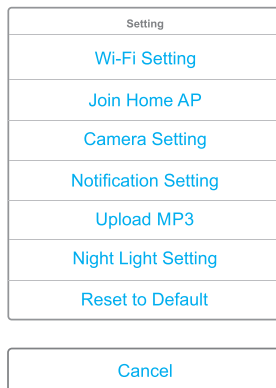 Setting
Wi-Fi Setting
Join Home AP
Camera Setting
Notification Setting
Upload MP3
Night Light Setting
Reset to Default
Cancel